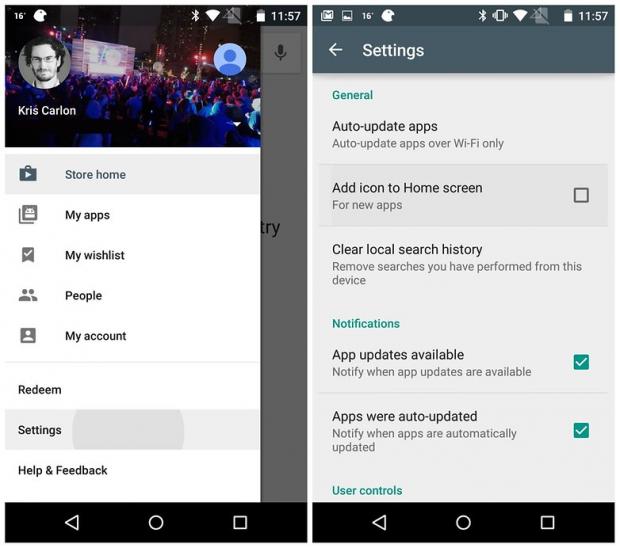 16°
11:57
Kris Carlon
Store home
My apps
My wishlist
People
My account
Redeem
Settings
Help & Feedback
try
16°
11:57
Settings
General
Auto-update apps
Auto-update apps over Wi-Fi only
Add icon to Home screen
For new apps
Clear local search history
Remove searches you have performed from this
device
Notifications
App updates available
Notify when app updates are available
Apps were auto-updated
Notify when apps are automatically
updated
User controls